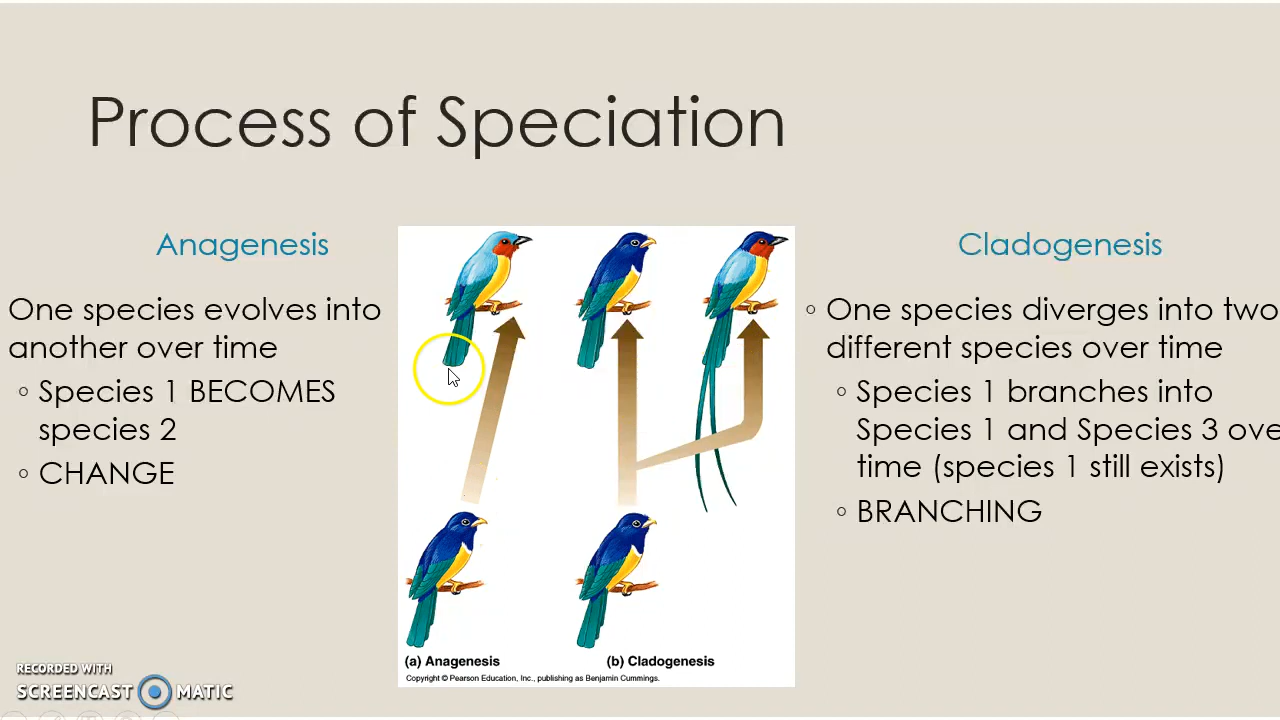 Process of Speciation
Anagenesis
One species evolves into
another over time
◦ Species 1 BECOMES
species 2
◦ CHANGE
(a) Anagenesis
(b) Cladogenesis
Copyright © Pearson Education, Inc., publishing as Benjamin Cummings.
Cladogenesis
◦ One species diverges into two
different species over time
◦ Species 1 branches into
Species 1 and Species 3 ove
time (species 1 still exists)
◦ BRANCHING
RECORDED WITH
SCREENCAST MATIC